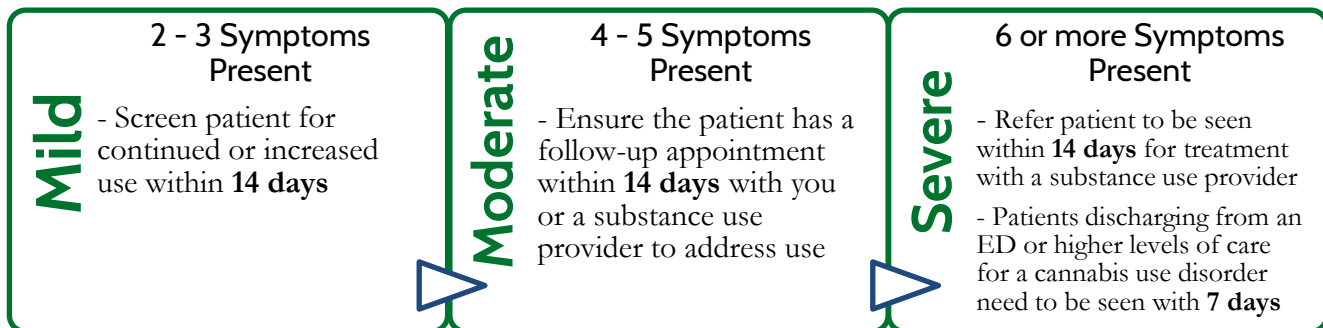 Mild
2 - 3 Symptoms
Present
- Screen patient for
continued or increased
use within 14 days
Moderate
4 - 5 Symptoms
Present
- Ensure the patient has a
follow-up appointment
within 14 days with you
or a substance use
provider to address use
Severe
6 or more Symptoms
Present
- Refer patient to be seen
within 14 days for treatment
with a substance use provider
- Patients discharging from an
ED or higher levels of care
for a cannabis use disorder
need to be seen with 7 days